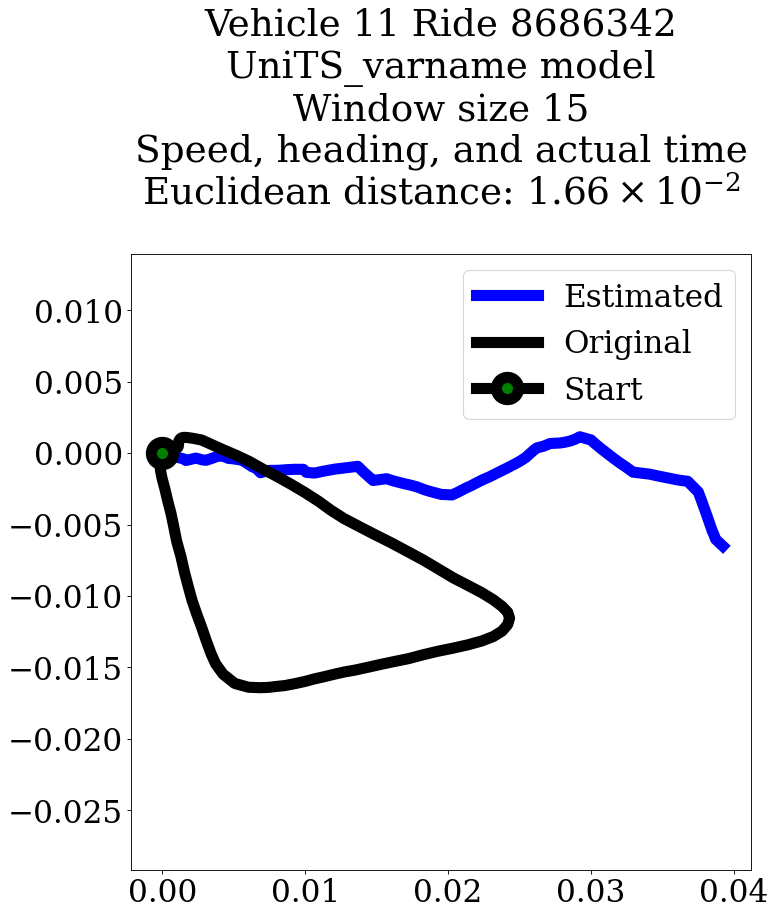 Vehicle 11 Ride 8686342
UniTS_varname model
Window size 15
Speed, heading, and actual time
Euclidean distance: 1.66 × 10⁻²
Estimated
Original
Start
0.010
0.005
0.000
−0.005
−0.010
−0.015
−0.020
−0.025
0.00 0.01 0.02 0.03 0.04